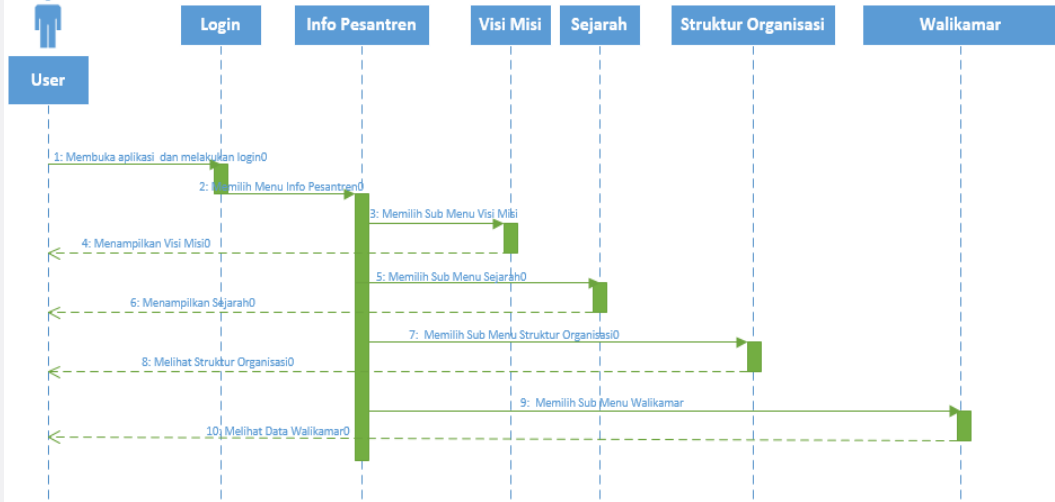 Login
Info Pesantren
Visi Misi
Sejarah
Struktur Organisasi
Walikamar
User
1: Membuka aplikasi  dan melakukan login0
2: Memilih Menu Info Pesantren0
3: Memilih Sub Menu Visi Misi
4: Menampilkan Visi Misi0
5: Memilih Sub Menu Sejarah0
6: Menampilkan Sejarah0
7:  Memilih Sub Menu Struktur Organisasi0
8: Melihat Struktur Organisasi0
9:  Memilih Sub Menu Walikamar
10: Melihat Data Walikamar0